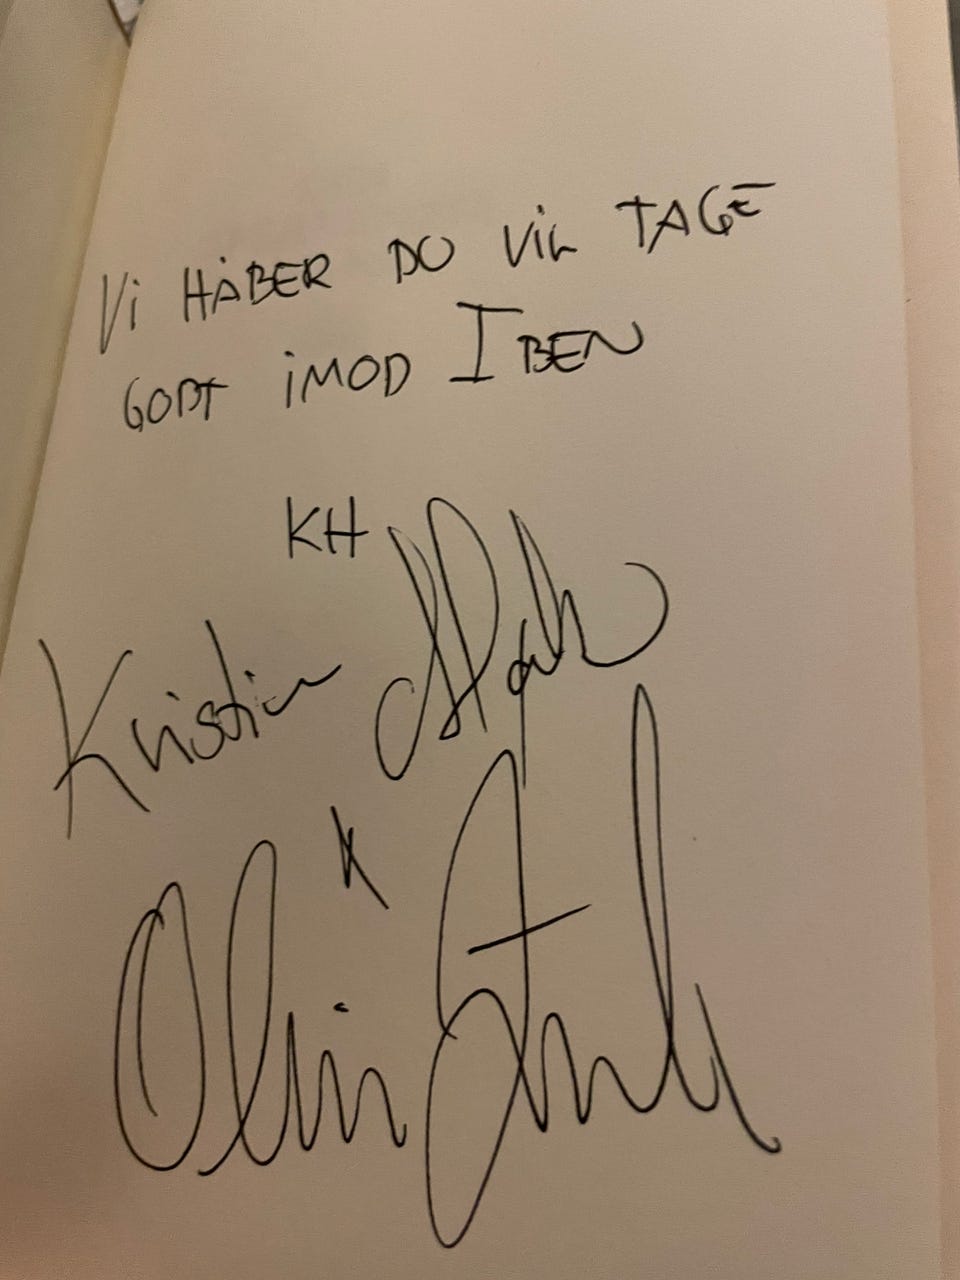 Vi HÅBER DU ViL TAGE
GODT iMOD IBEN
KH
Kristian
K